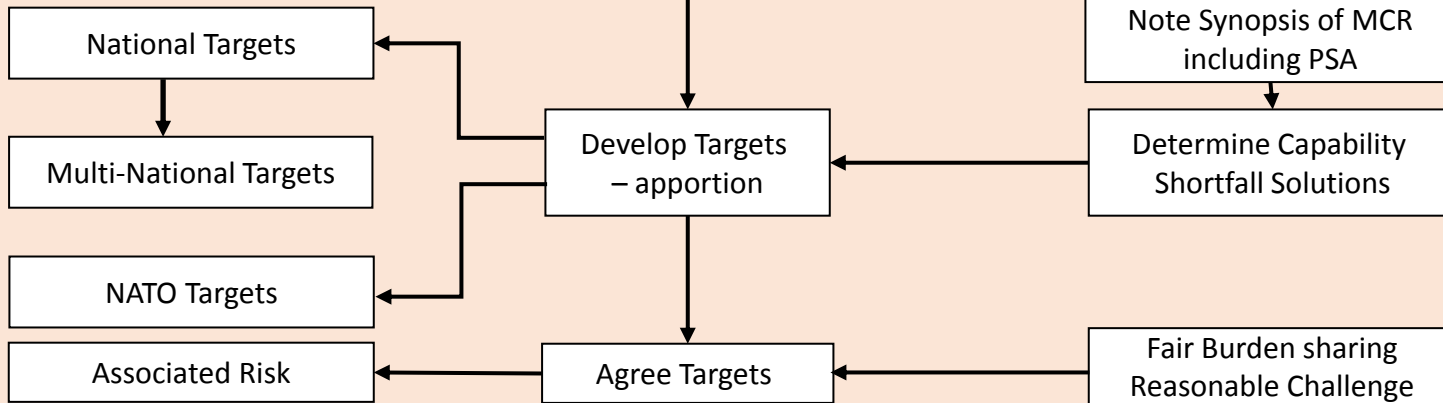 National Targets
Note Synopsis of MCR
including PSA
Multi-National Targets
Develop Targets
– apportion
Determine Capability
Shortfall Solutions
NATO Targets
Associated Risk
Agree Targets
Fair Burden sharing
Reasonable Challenge